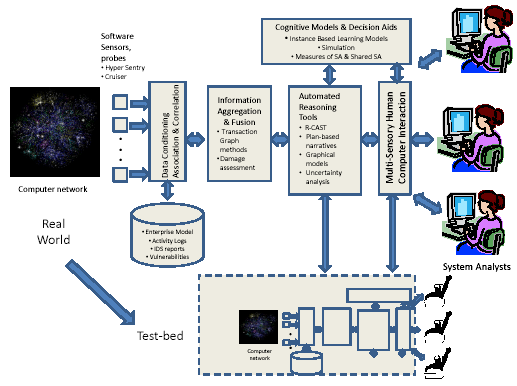 Cognitive Models & Decision Aids
• Instance Based Learning Models
• Simulation
• Measures of SA & Shared SA
Software
Sensors,
probes
• Hyper Sentry
• Cruiser
Data Conditioning
Association & Correlation
Information
Aggregation
& Fusion
• Transaction
Graph
methods
• Damage
assessment
Automated
Reasoning
Tools
• R-CAST
• Plan-based
narratives
• Graphical
models
• Uncertainty
analysis
Multi-Sensory Human
Computer Interaction
Computer network
• Enterprise Model
• Activity Logs
• IDS reports
• Vulnerabilities
Real
World
System Analysts
Test-bed
Computer
network